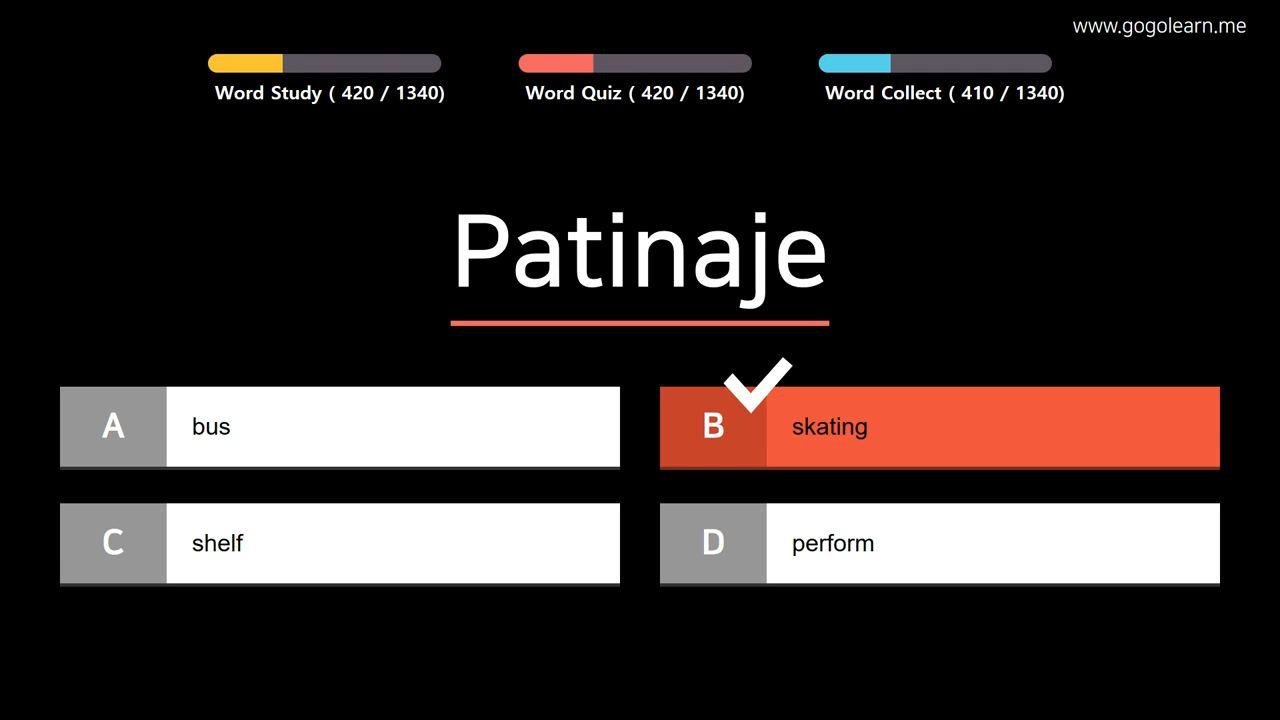 www.gogolearn.me
Word Study ( 420 / 1340)
Word Quiz ( 420 / 1340)
Word Collect ( 410 / 1340)
Patinaje
A bus
B skating
C shelf
D perform